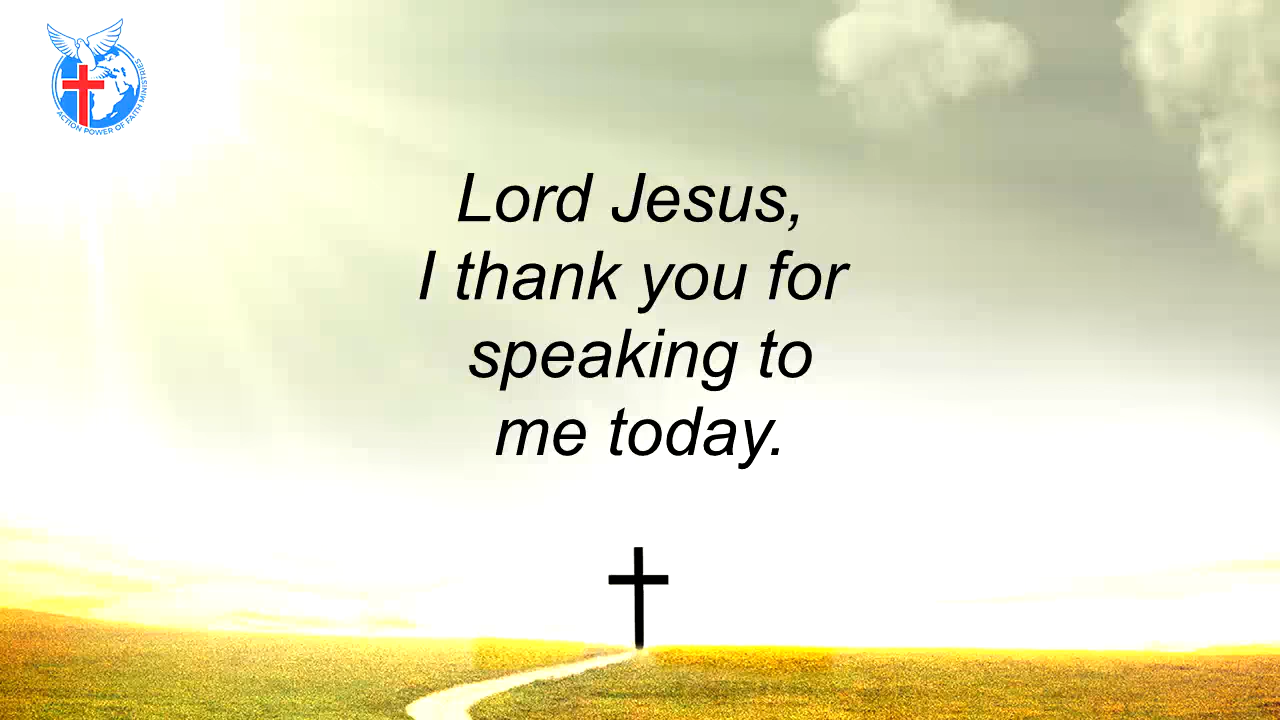 ACTION POWER OF FAITH MINISTRIES
Lord Jesus,
I thank you for
speaking to
me today.